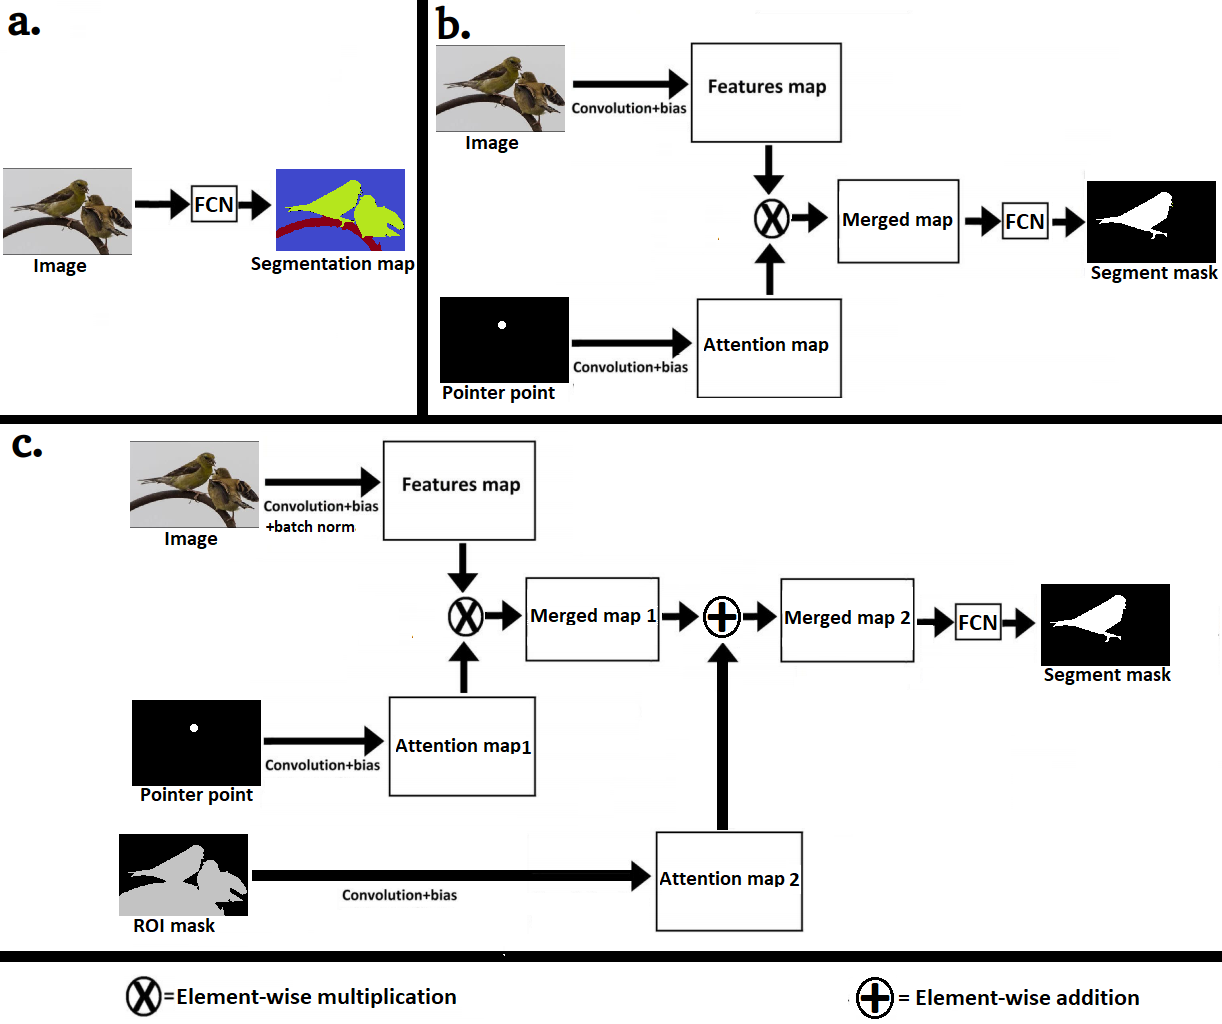 a.
Image
FCN
Segmentation map
b.
Image
Convolution+bias
Features map
X
Merged map
FCN
Segment mask
Pointer point
Convolution+bias
Attention map
c.
Image
Convolution+bias
+batch norm
Features map
X
Merged map 1
+
Merged map 2
FCN
Segment mask
Pointer point
Convolution+bias
Attention map1
ROI mask
Convolution+bias
Attention map 2
X=Element-wise multiplication
+ = Element-wise addition